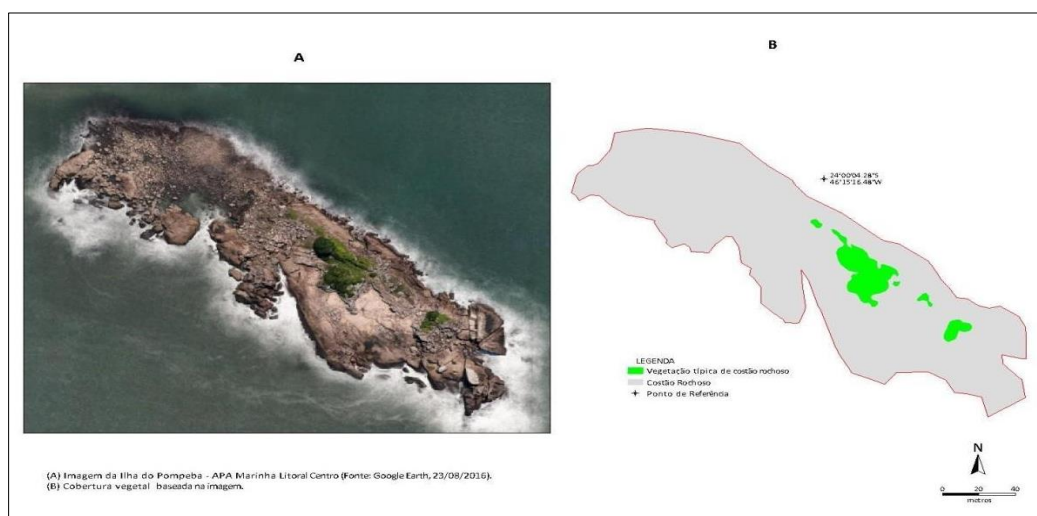 A
B
24°00'04.28"S
46°15'16.48"W
LEGENDA
Vegetação típica de costão rochoso
Costão Rochoso
Ponto de Referência
N
0 20 40
metros
(A) Imagem da Ilha do Pompeba - APA Marinha Litoral Centro (Fonte: Google Earth, 23/08/2016).
(B) Cobertura vegetal baseada na imagem.